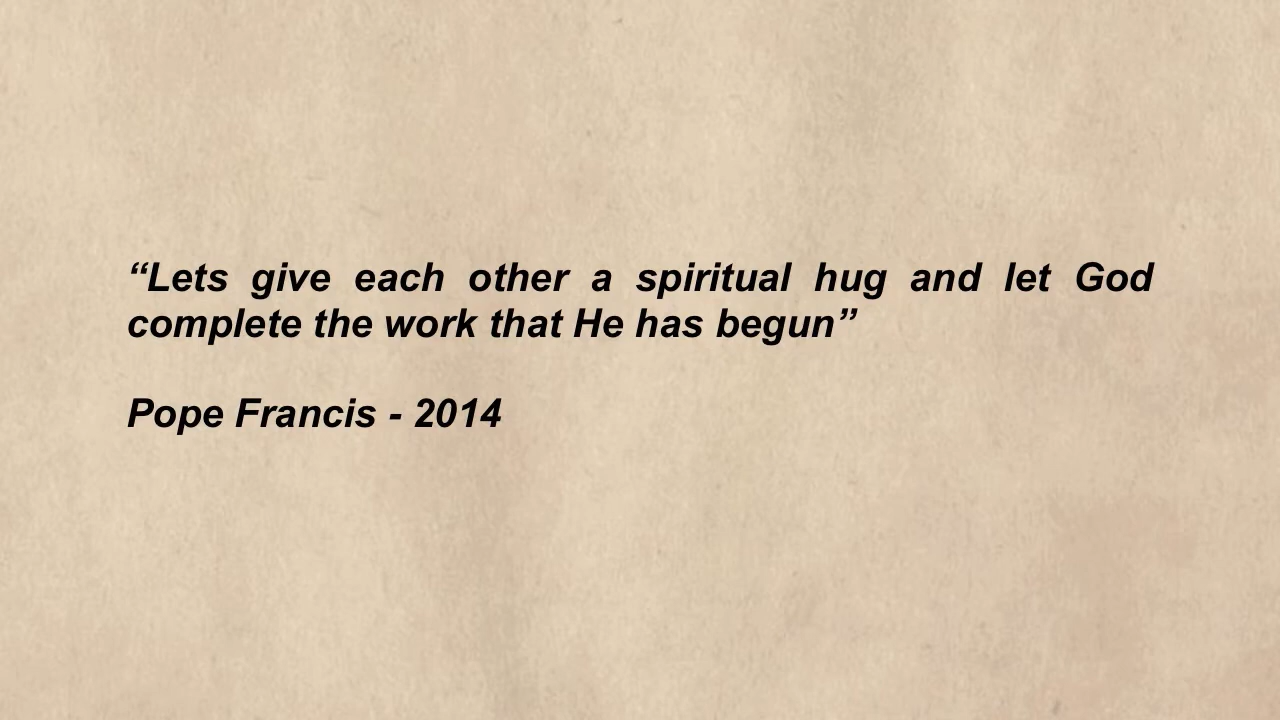 “Lets give each other a spiritual hug and let God
complete the work that He has begun”
Pope Francis - 2014